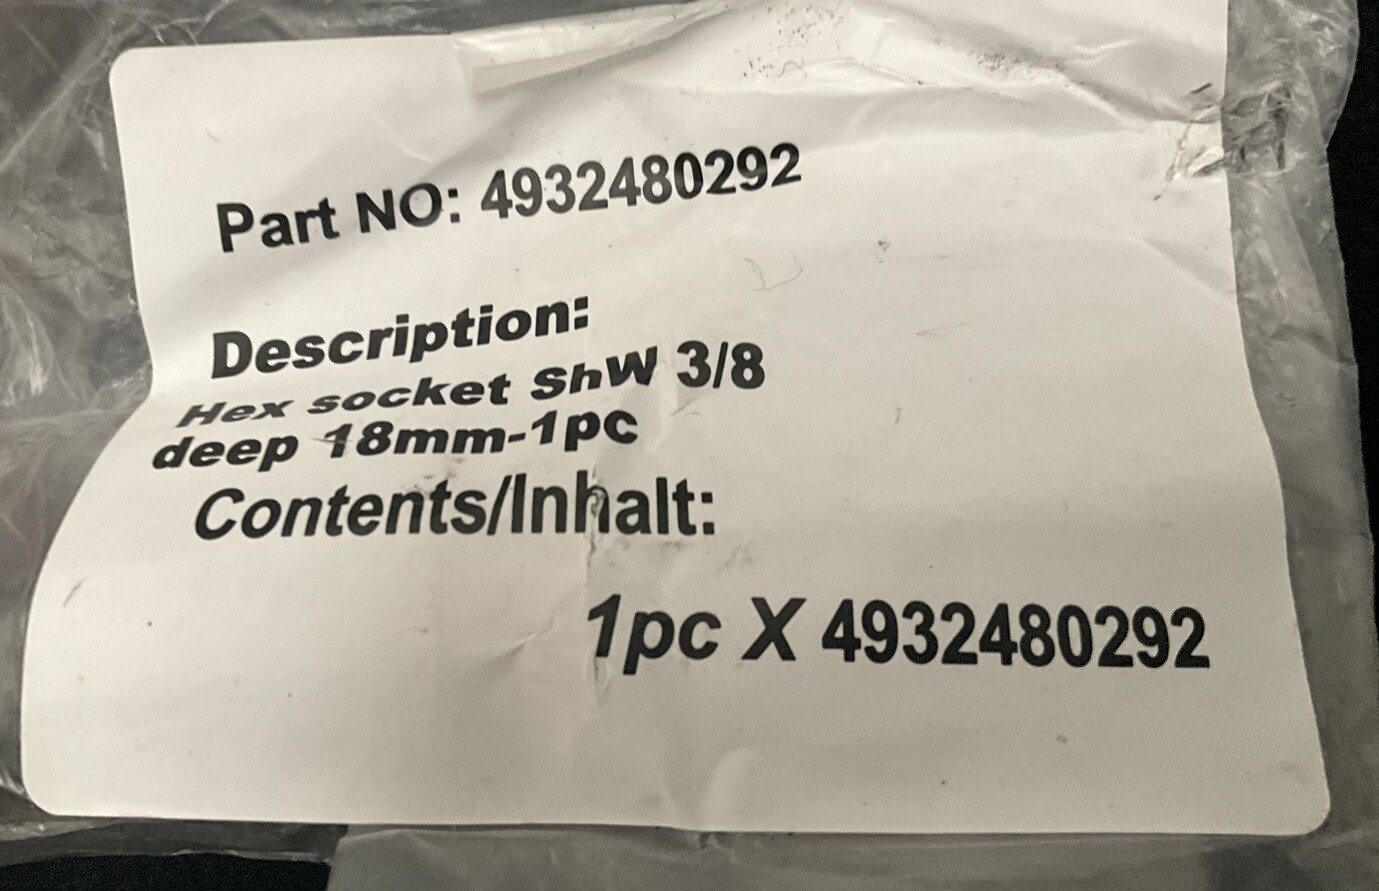 Part NO: 4932480292
Description:
Hex socket ShW 3/8
deep 18mm-1pc
Contents/Inhalt:
1pc X 4932480292